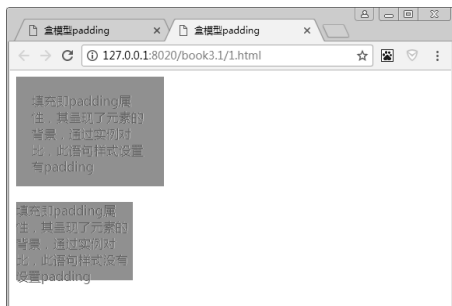 盒模型padding
盒模型padding
127.0.0.1:8020/book3.1/1.html
填充到padding属
性，其呈现了元素的
背景，通过实例对
比，此语句样式设置
有padding
填充到padding属
性，其呈现了元素的
背景，通过实例对
比，此语句样式没有
设置padding